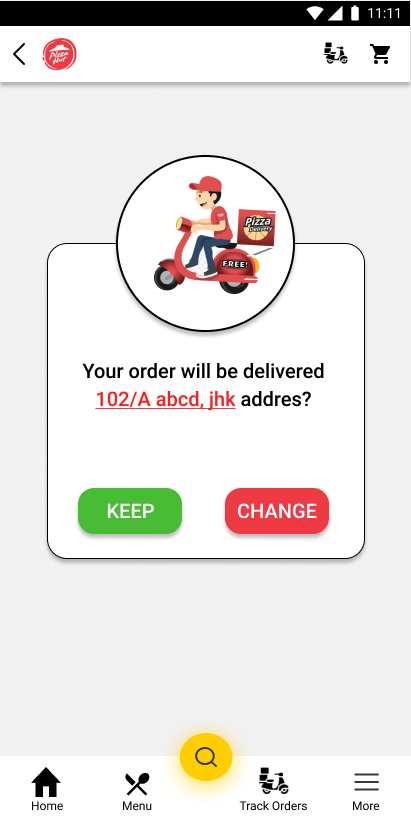 11:11
Pizza
Hut
Pizza
Delivery
FREE!
Your order will be delivered
102/A abcd, jhk addres?
KEEP
CHANGE
Home
Menu
Track Orders
More